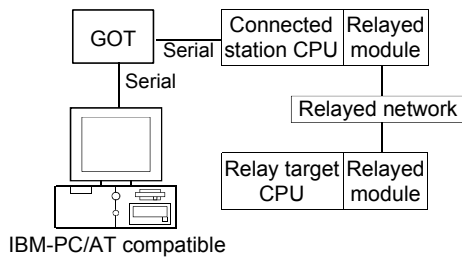 GOT
Serial
Connected
station CPU
Relayed
module
Serial
Relayed network
Relay target
CPU
Relayed
module
IBM-PC/AT compatible